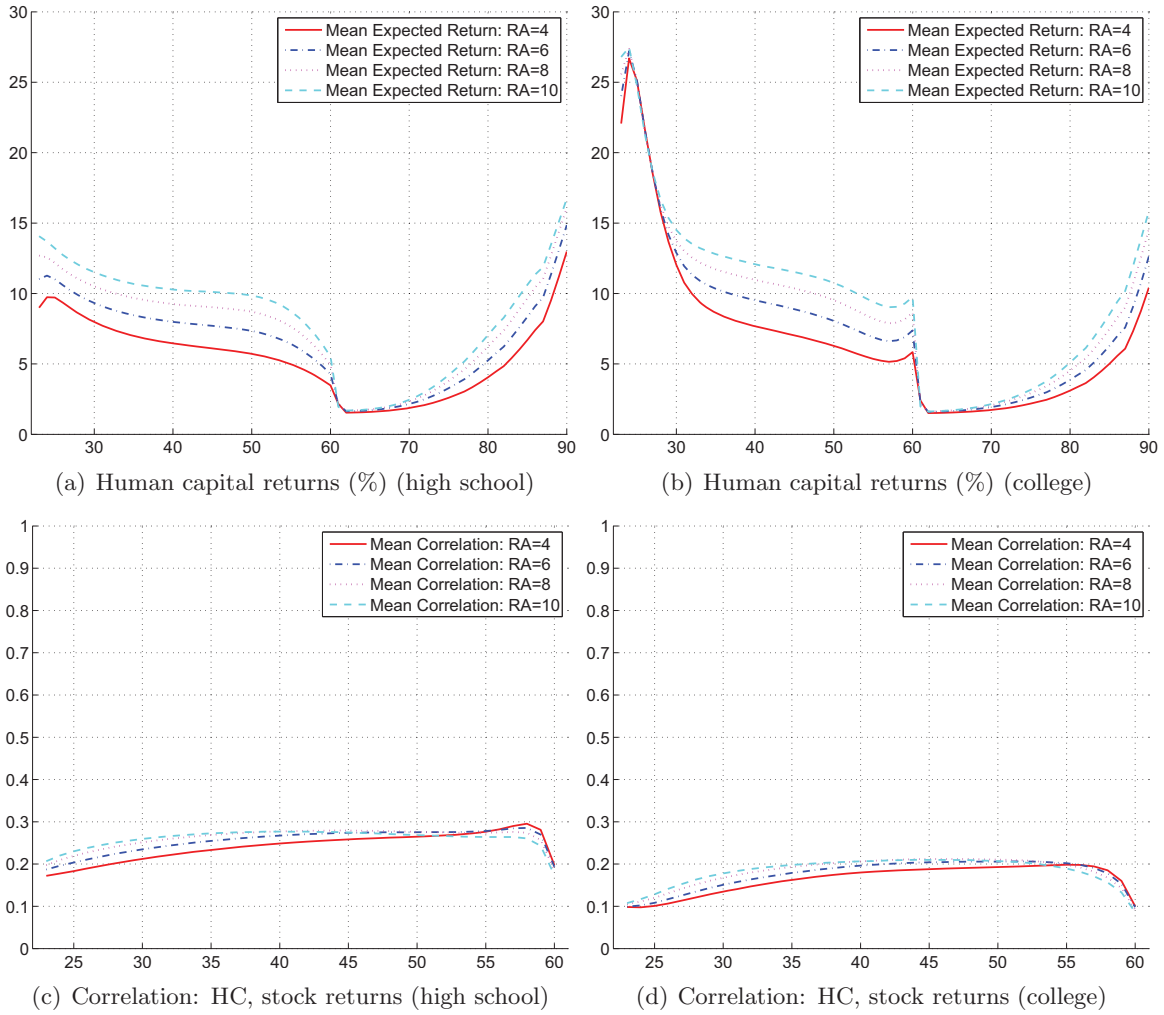 30
25
20
15
10
5
0
Mean Expected Return: RA=4
Mean Expected Return: RA=6
Mean Expected Return: RA=8
Mean Expected Return: RA=10
30 40 50 60 70 80 90
(a) Human capital returns (%) (high school)
30
25
20
15
10
5
0
Mean Expected Return: RA=4
Mean Expected Return: RA=6
Mean Expected Return: RA=8
Mean Expected Return: RA=10
30 40 50 60 70 80 90
(b) Human capital returns (%) (college)
1
0.9
0.8
0.7
0.6
0.5
0.4
0.3
0.2
0.1
0
Mean Correlation: RA=4
Mean Correlation: RA=6
Mean Correlation: RA=8
Mean Correlation: RA=10
25 30 35 40 45 50 55 60
(c) Correlation: HC, stock returns (high school)
1
0.9
0.8
0.7
0.6
0.5
0.4
0.3
0.2
0.1
0
Mean Correlation: RA=4
Mean Correlation: RA=6
Mean Correlation: RA=8
Mean Correlation: RA=10
25 30 35 40 45 50 55 60
(d) Correlation: HC, stock returns (college)